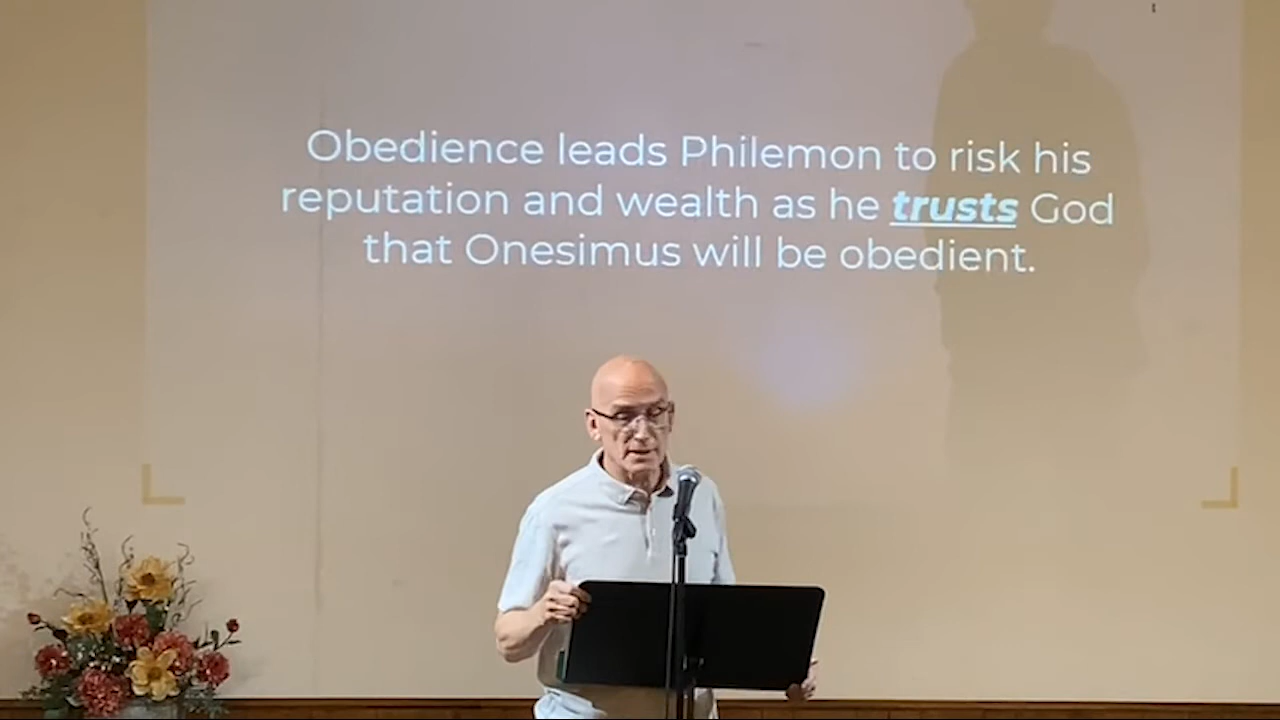 Obedience leads Philemon to risk his
reputation and wealth as he trusts God
that Onesimus will be obedient.